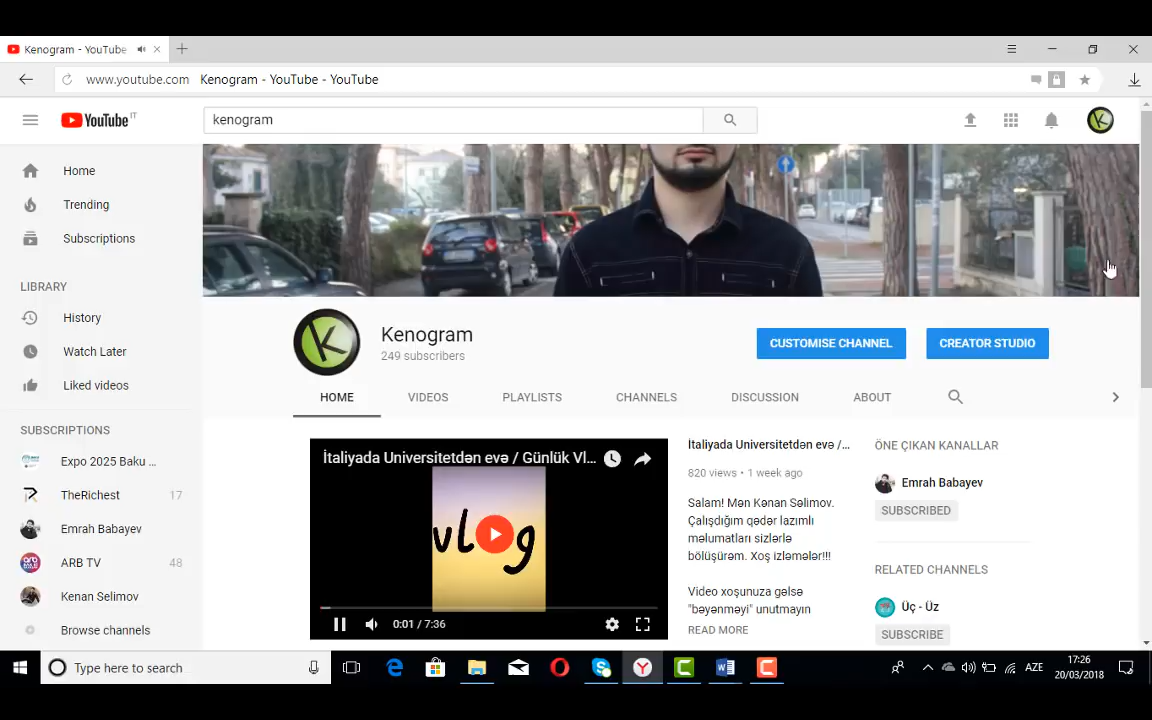 Kenogram - YouTube
www.youtube.com Kenogram - YouTube - YouTube
YouTube IT
kenogram
Home
Trending
Subscriptions
LIBRARY
History
Watch Later
Liked videos
SUBSCRIPTIONS
Expo 2025 Baku ...
TheRichest 17
Emrah Babayev
ARB TV 48
Kenan Selimov
Browse channels
K
Kenogram
249 subscribers
CUSTOMISE CHANNEL
CREATOR STUDIO
HOME VIDEOS PLAYLISTS CHANNELS DISCUSSION ABOUT
İtaliyada Universitetdən evə / Günlük Vl...
vlog
0:01 / 7:36
İtaliyada Universitetdən evə /...
820 views • 1 week ago
Salam! Mən Kənan Səlimov.
Çalışdığım qədər lazımlı
məlumatları sizlərlə
bölüşürəm. Xoş izləmələr!!!
Video xoşunuza gəlsə
"bəyənməyi" unutmayın
READ MORE
ÖNE ÇIKAN KANALLAR
Emrah Babayev
SUBSCRIBED
RELATED CHANNELS
Üç - Üz
SUBSCRIBE
Type here to search
AZE
17:26
20/03/2018